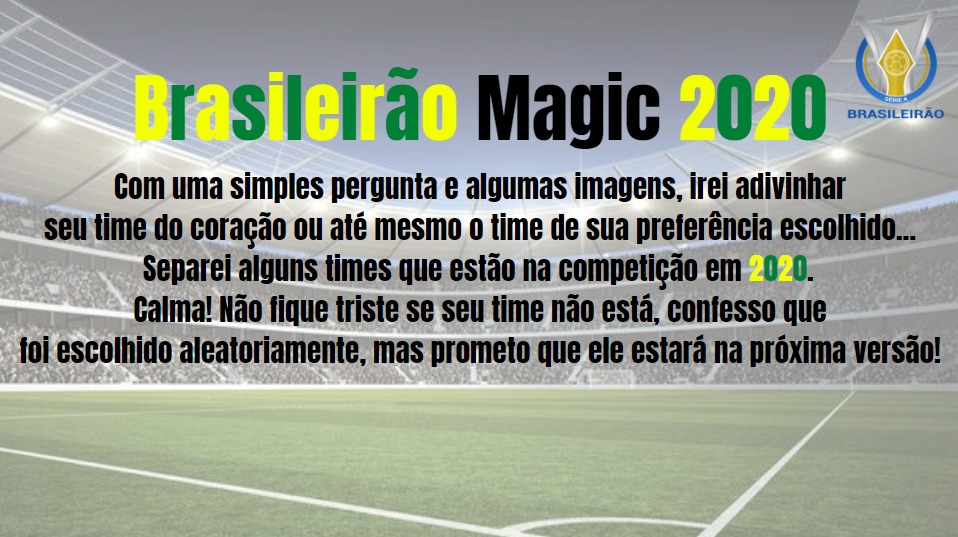 Brasileirão Magic 2020
SÉRIE A
BRASILEIRÃO
Com uma simples pergunta e algumas imagens, irei adivinhar
seu time do coração ou até mesmo o time de sua preferência escolhido...
Separei alguns times que estão na competição em 2020.
Calma! Não fique triste se seu time não está, confesso que
foi escolhido aleatoriamente, mas prometo que ele estará na próxima versão!